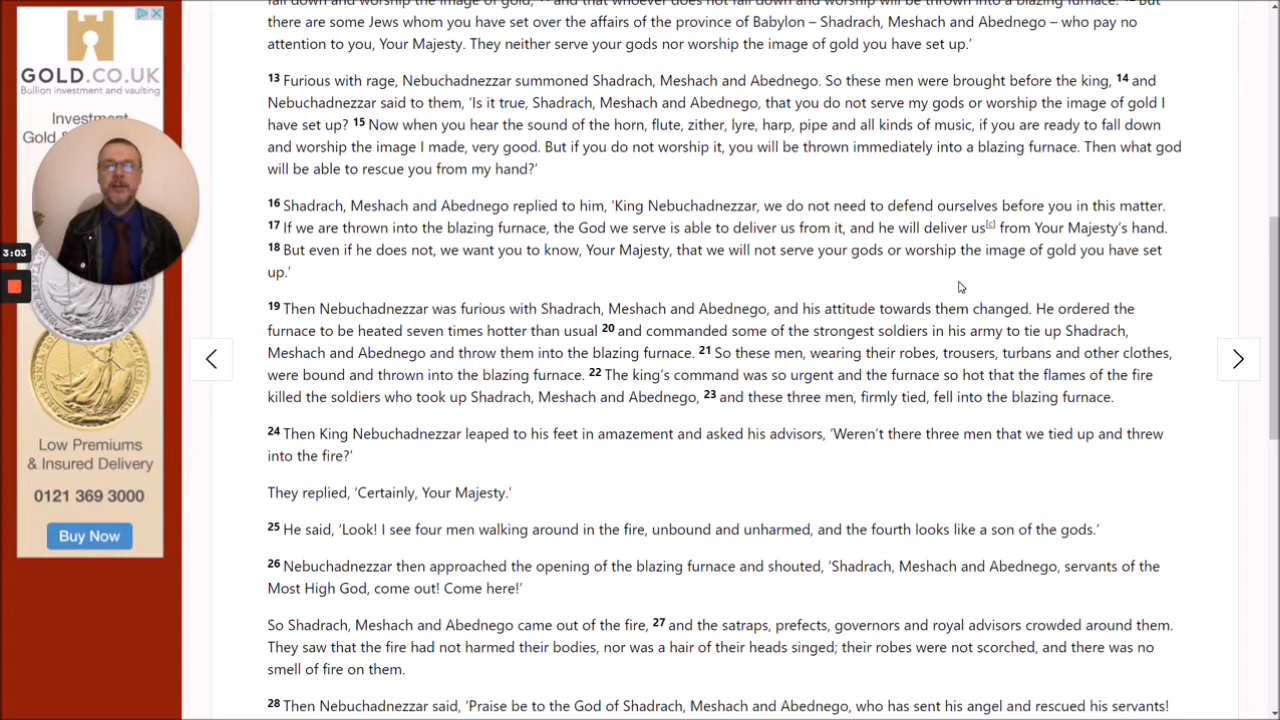 fall down and worship the image of gold, and that whoever does not fall down and worship will be thrown into a blazing furnace. 12 But
there are some Jews whom you have set over the affairs of the province of Babylon – Shadrach, Meshach and Abednego – who pay no
attention to you, Your Majesty. They neither serve your gods nor worship the image of gold you have set up.’
13 Furious with rage, Nebuchadnezzar summoned Shadrach, Meshach and Abednego. So these men were brought before the king, 14 and
Nebuchadnezzar said to them, ‘Is it true, Shadrach, Meshach and Abednego, that you do not serve my gods or worship the image of gold I
have set up? 15 Now when you hear the sound of the horn, flute, zither, lyre, harp, pipe and all kinds of music, if you are ready to fall down
and worship the image I made, very good. But if you do not worship it, you will be thrown immediately into a blazing furnace. Then what god
will be able to rescue you from my hand?’
16 Shadrach, Meshach and Abednego replied to him, ‘King Nebuchadnezzar, we do not need to defend ourselves before you in this matter.
17 If we are thrown into the blazing furnace, the God we serve is able to deliver us from it, and he will deliver us[c] from Your Majesty’s hand.
18 But even if he does not, we want you to know, Your Majesty, that we will not serve your gods or worship the image of gold you have set
up.’
19 Then Nebuchadnezzar was furious with Shadrach, Meshach and Abednego, and his attitude towards them changed. He ordered the
furnace to be heated seven times hotter than usual 20 and commanded some of the strongest soldiers in his army to tie up Shadrach,
Meshach and Abednego and throw them into the blazing furnace. 21 So these men, wearing their robes, trousers, turbans and other clothes,
were bound and thrown into the blazing furnace. 22 The king’s command was so urgent and the furnace so hot that the flames of the fire
killed the soldiers who took up Shadrach, Meshach and Abednego, 23 and these three men, firmly tied, fell into the blazing furnace.
24 Then King Nebuchadnezzar leaped to his feet in amazement and asked his advisors, ‘Weren’t there three men that we tied up and threw
into the fire?’
They replied, ‘Certainly, Your Majesty.’
25 He said, ‘Look! I see four men walking around in the fire, unbound and unharmed, and the fourth looks like a son of the gods.’
26 Nebuchadnezzar then approached the opening of the blazing furnace and shouted, ‘Shadrach, Meshach and Abednego, servants of the
Most High God, come out! Come here!’
So Shadrach, Meshach and Abednego came out of the fire, 27 and the satraps, prefects, governors and royal advisors crowded around them.
They saw that the fire had not harmed their bodies, nor was a hair of their heads singed; their robes were not scorched, and there was no
smell of fire on them.
28 Then Nebuchadnezzar said, ‘Praise be to the God of Shadrach, Meshach and Abednego, who has sent his angel and rescued his servants!
GOLD.CO.UK
Bullion investment and vaulting
Gold
3:03
Low Premiums
& Insured Delivery
0121 369 3000
Buy Now